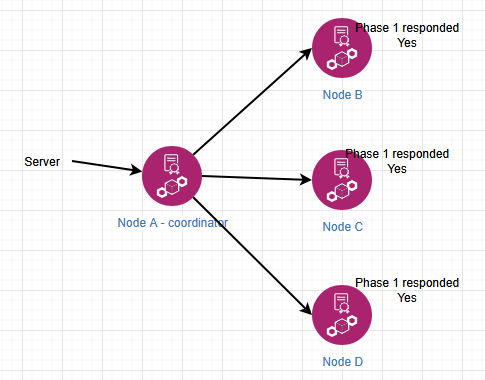 Phase 1 responded
Yes
Node B
Server
Phase 1 responded
Yes
Node A - coordinator
Node C
Phase 1 responded
Yes
Node D